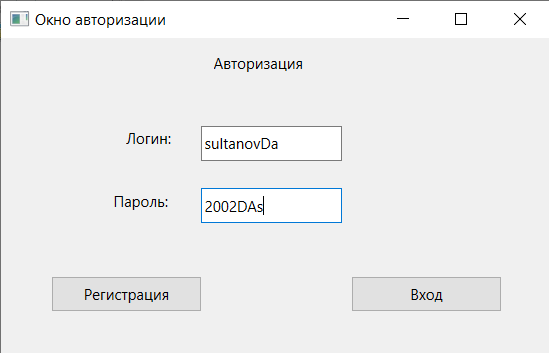 Окно авторизации
Авторизация
Логин: sultanovDa
Пароль: 2002DAs
Регистрация Вход